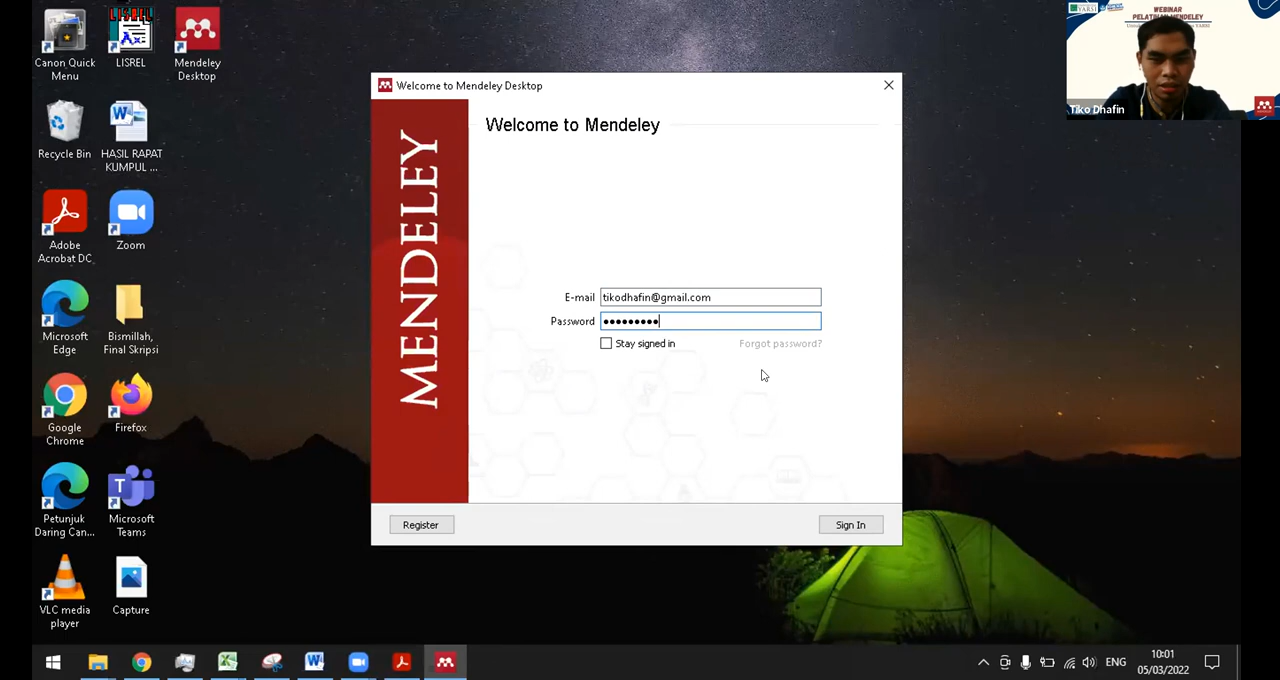 Canon Quick
Menu
LISREL
LISREL
Mendeley
Desktop
Recycle Bin
HASIL RAPAT
KUMPUL ...
Adobe
Acrobat DC
Zoom
Microsoft
Edge
Bismillah,
Final Skripsi
Google
Chrome
Firefox
Petunjuk
Daring Can...
Microsoft
Teams
VLC media
player
Capture
Welcome to Mendeley Desktop
MENDELEY
Welcome to Mendeley
E-mail
tikodhafin@gmail.com
Password
•••••••••
Stay signed in
Forgot password?
Register
Sign In
YARSI
WEBINAR
PELATIHAN MENDELEY
Tiko Dhafin
ENG
10:01
05/03/2022